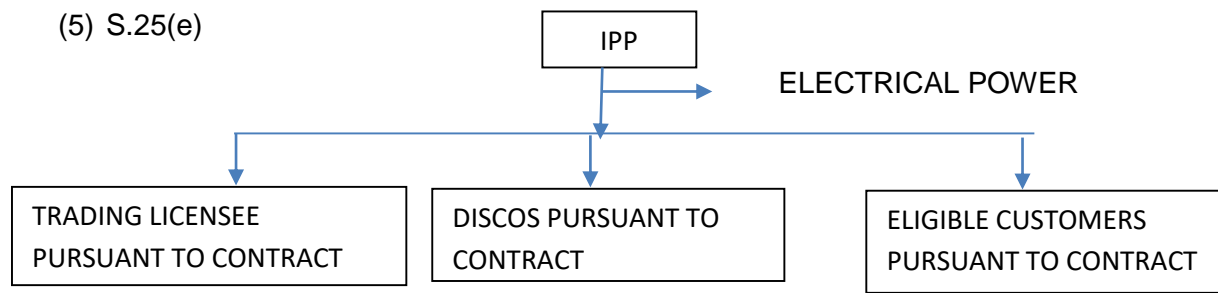 (5) S.25(e)
IPP
ELECTRICAL POWER
TRADING LICENSEE
PURSUANT TO CONTRACT
DISCOS PURSUANT TO
CONTRACT
ELIGIBLE CUSTOMERS
PURSUANT TO CONTRACT